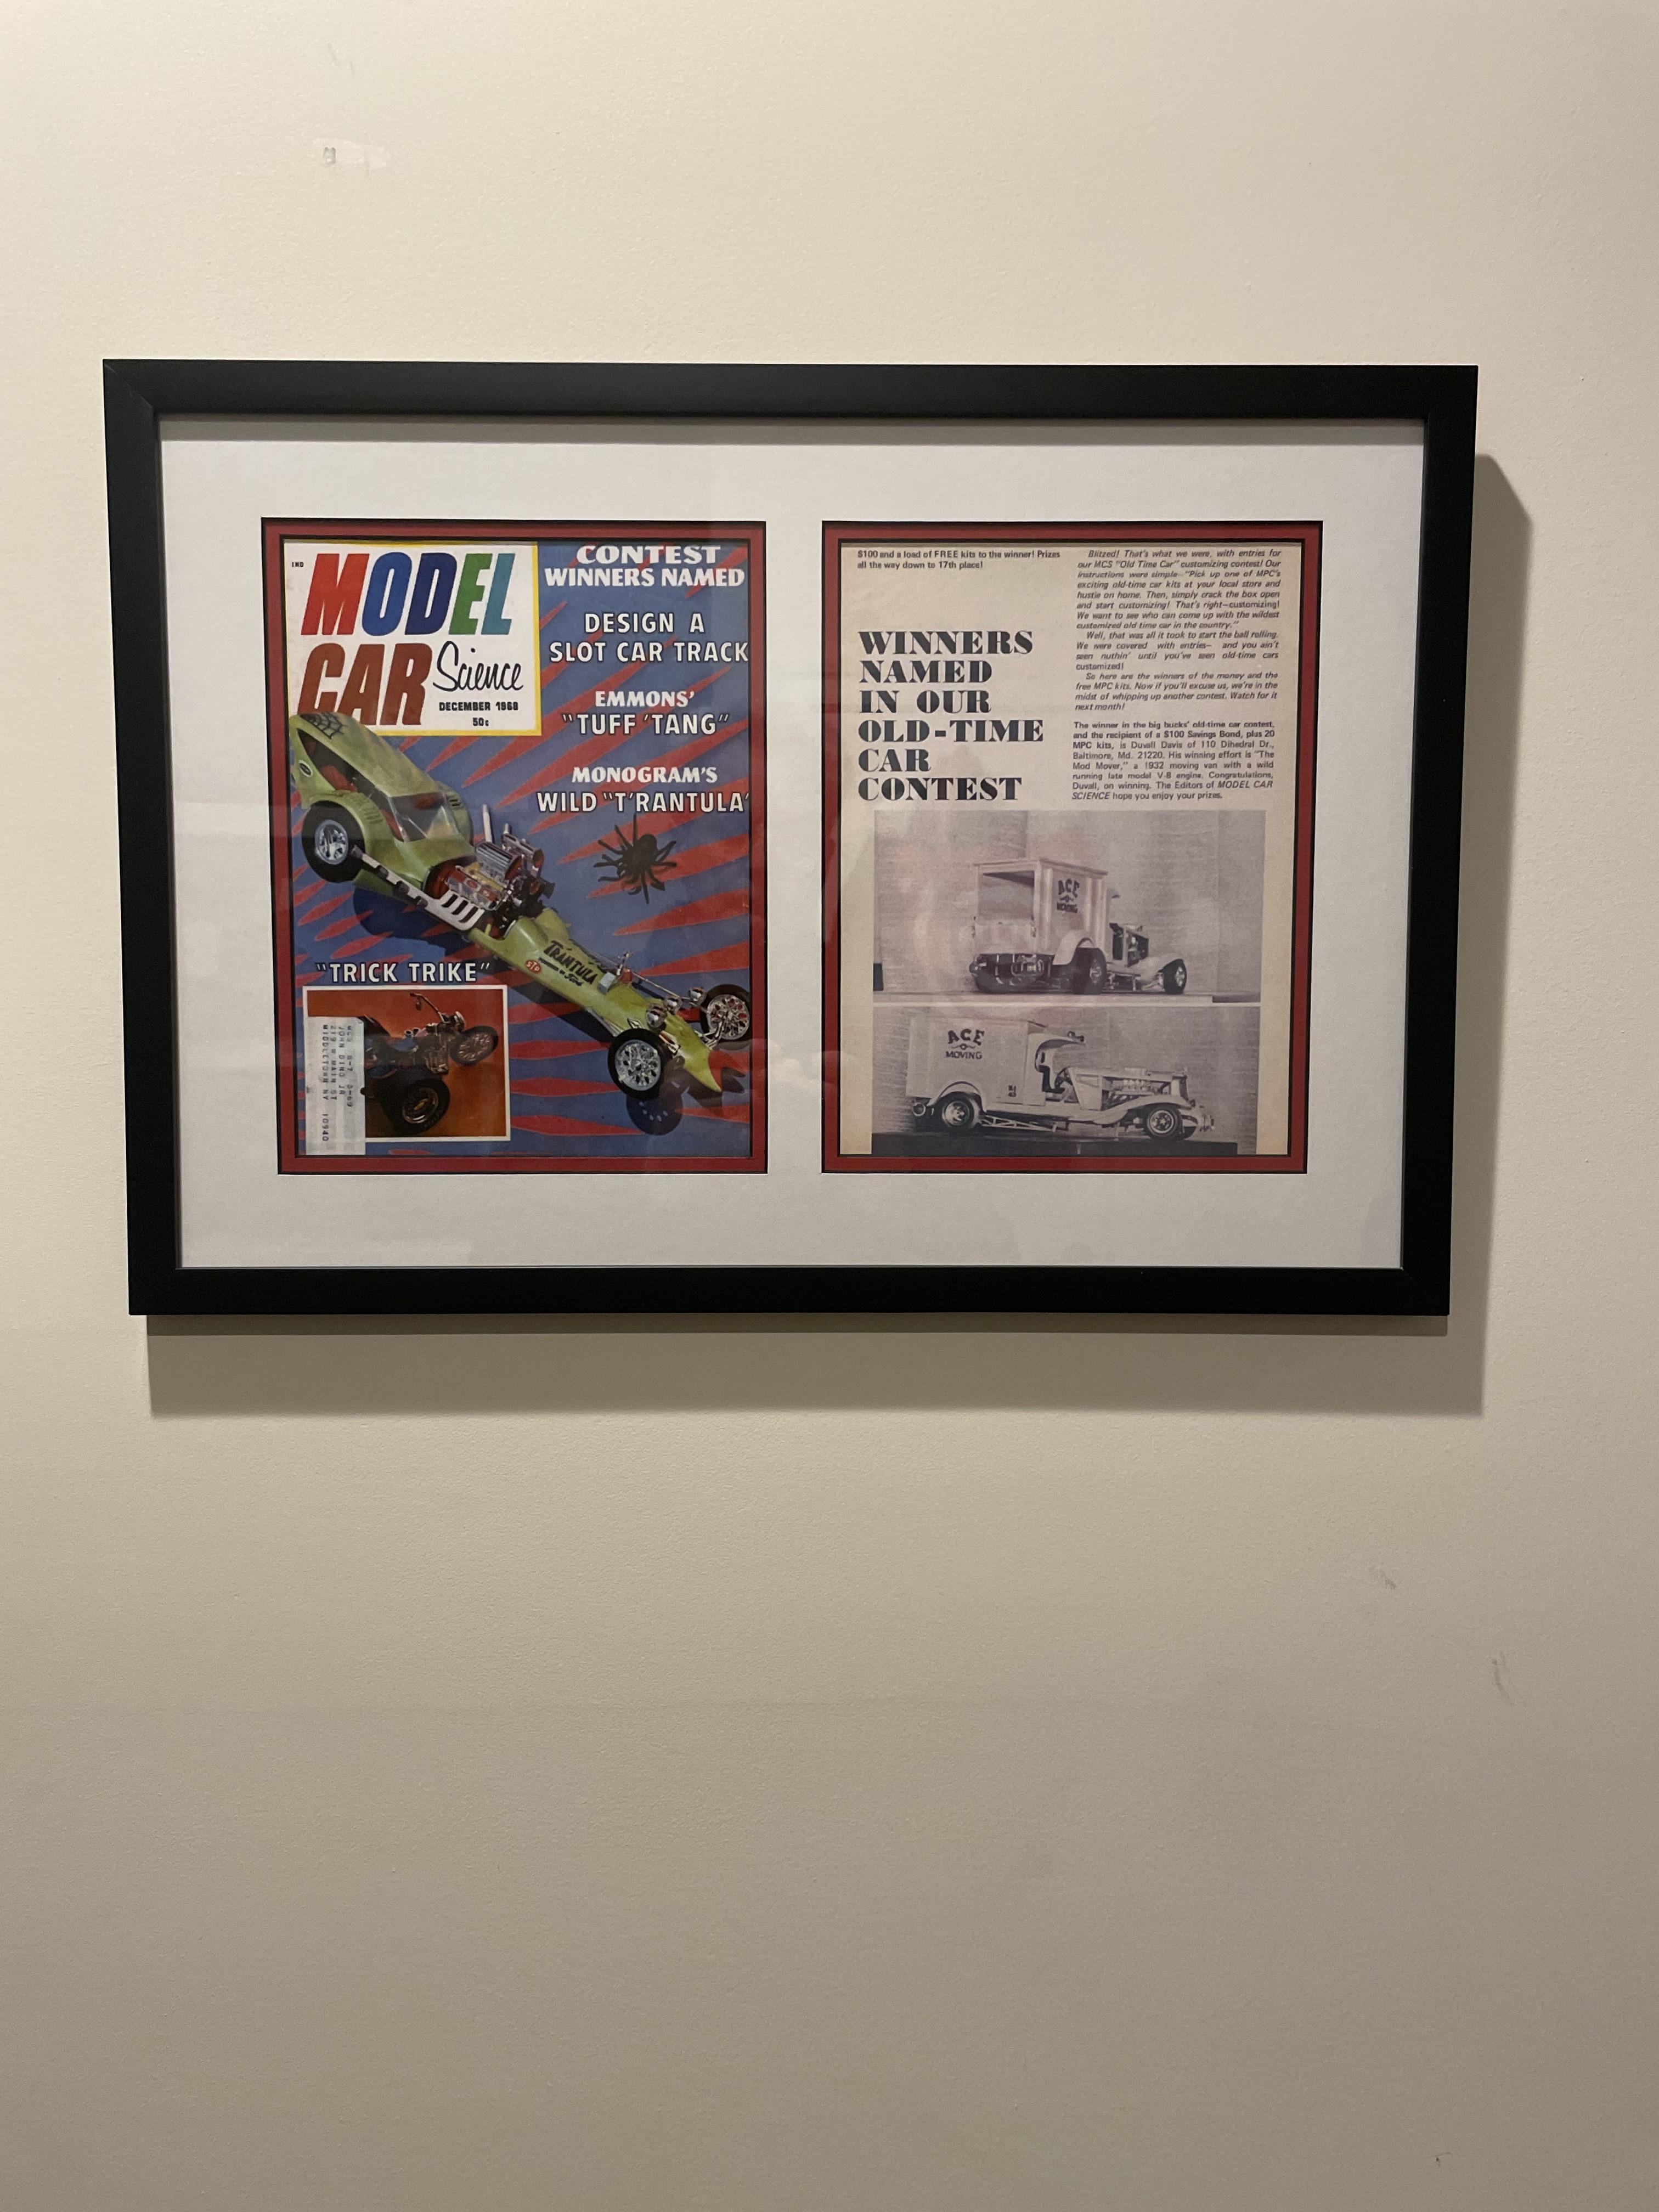 IND
MODEL
CAR Science
DECEMBER 1968
50¢
CONTEST
WINNERS NAMED
DESIGN A
SLOT CAR TRACK
EMMONS'
"TUFF 'TANG"
MONOGRAM'S
WILD "T'RANTULA'
T'RANTULA
STP
"TRICK TRIKE"
JOHN DING JR
219 W MAIN ST
MIDDLETOWN NY 10940
$100 and a load of FREE kits to the winner! Prizes
all the way down to 17th place!
WINNERS
NAMED
IN OUR
OLD-TIME
CAR
CONTEST
Blitzed! That's what we were, with entries for
our MCS "Old Time Car" customizing contest! Our
instructions were simple—"Pick up one of MPC's
exciting old-time car kits at your local store and
hustle on home. Then, simply crack the box open
and start customizing! That's right—customizing!
We want to see who can come up with the wildest
customized old time car in the country."
Well, that was all it took to start the ball rolling.
We were covered with entries— and you ain't
seen nuthin' until you've seen old-time cars
customized!
So here are the winners of the money and the
free MPC kits. Now if you'll excuse us, we're in the
midst of whipping up another contest. Watch for it
next month!
The winner in the big bucks' old-time car contest,
and the recipient of a $100 Savings Bond, plus 20
MPC kits, is Duvall Davis of 110 Dihedral Dr.,
Baltimore, Md. 21220. His winning effort is "The
Mod Mover," a 1932 moving van with a wild
running late model V-8 engine. Congratulations,
Duvall, on winning. The Editors of MODEL CAR
SCIENCE hope you enjoy your prizes.
ACE
MOVING
ACE
MOVING